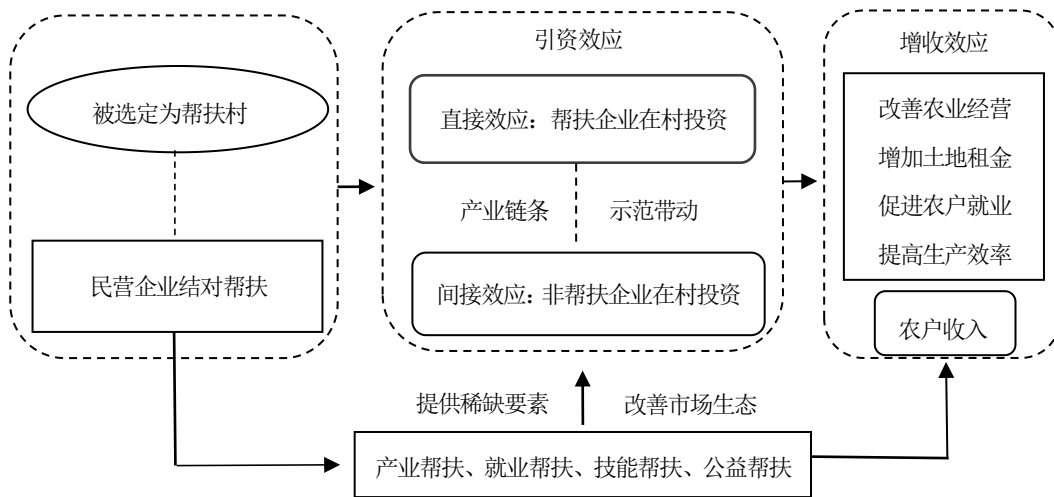 被选定为帮扶村
民营企业结对帮扶
引资效应
直接效应：帮扶企业在村投资
产业链条 示范带动
间接效应：非帮扶企业在村投资
增收效应
改善农业经营
增加土地租金
促进农户就业
提高生产效率
农户收入
提供稀缺要素 改善市场生态
产业帮扶、就业帮扶、技能帮扶、公益帮扶